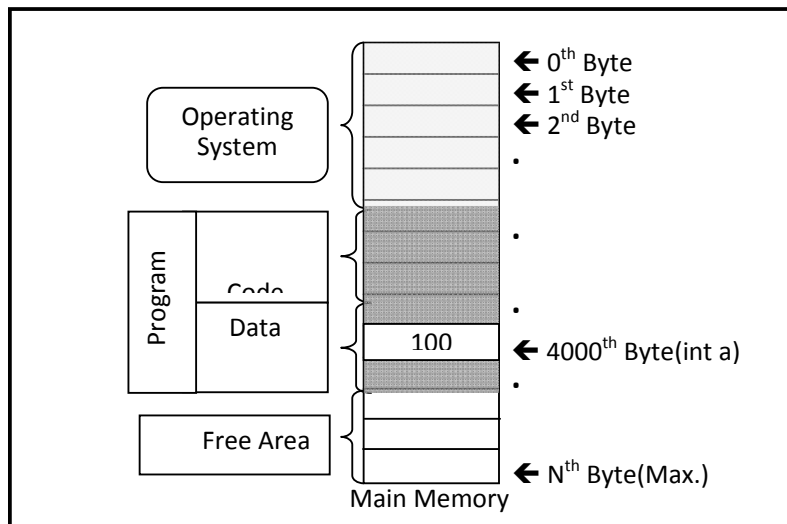 0th Byte
1st Byte
2nd Byte
Operating
System
.
.
Program
Code
.
Data
100
4000th Byte(int a)
.
Free Area
Nth Byte(Max.)
Main Memory